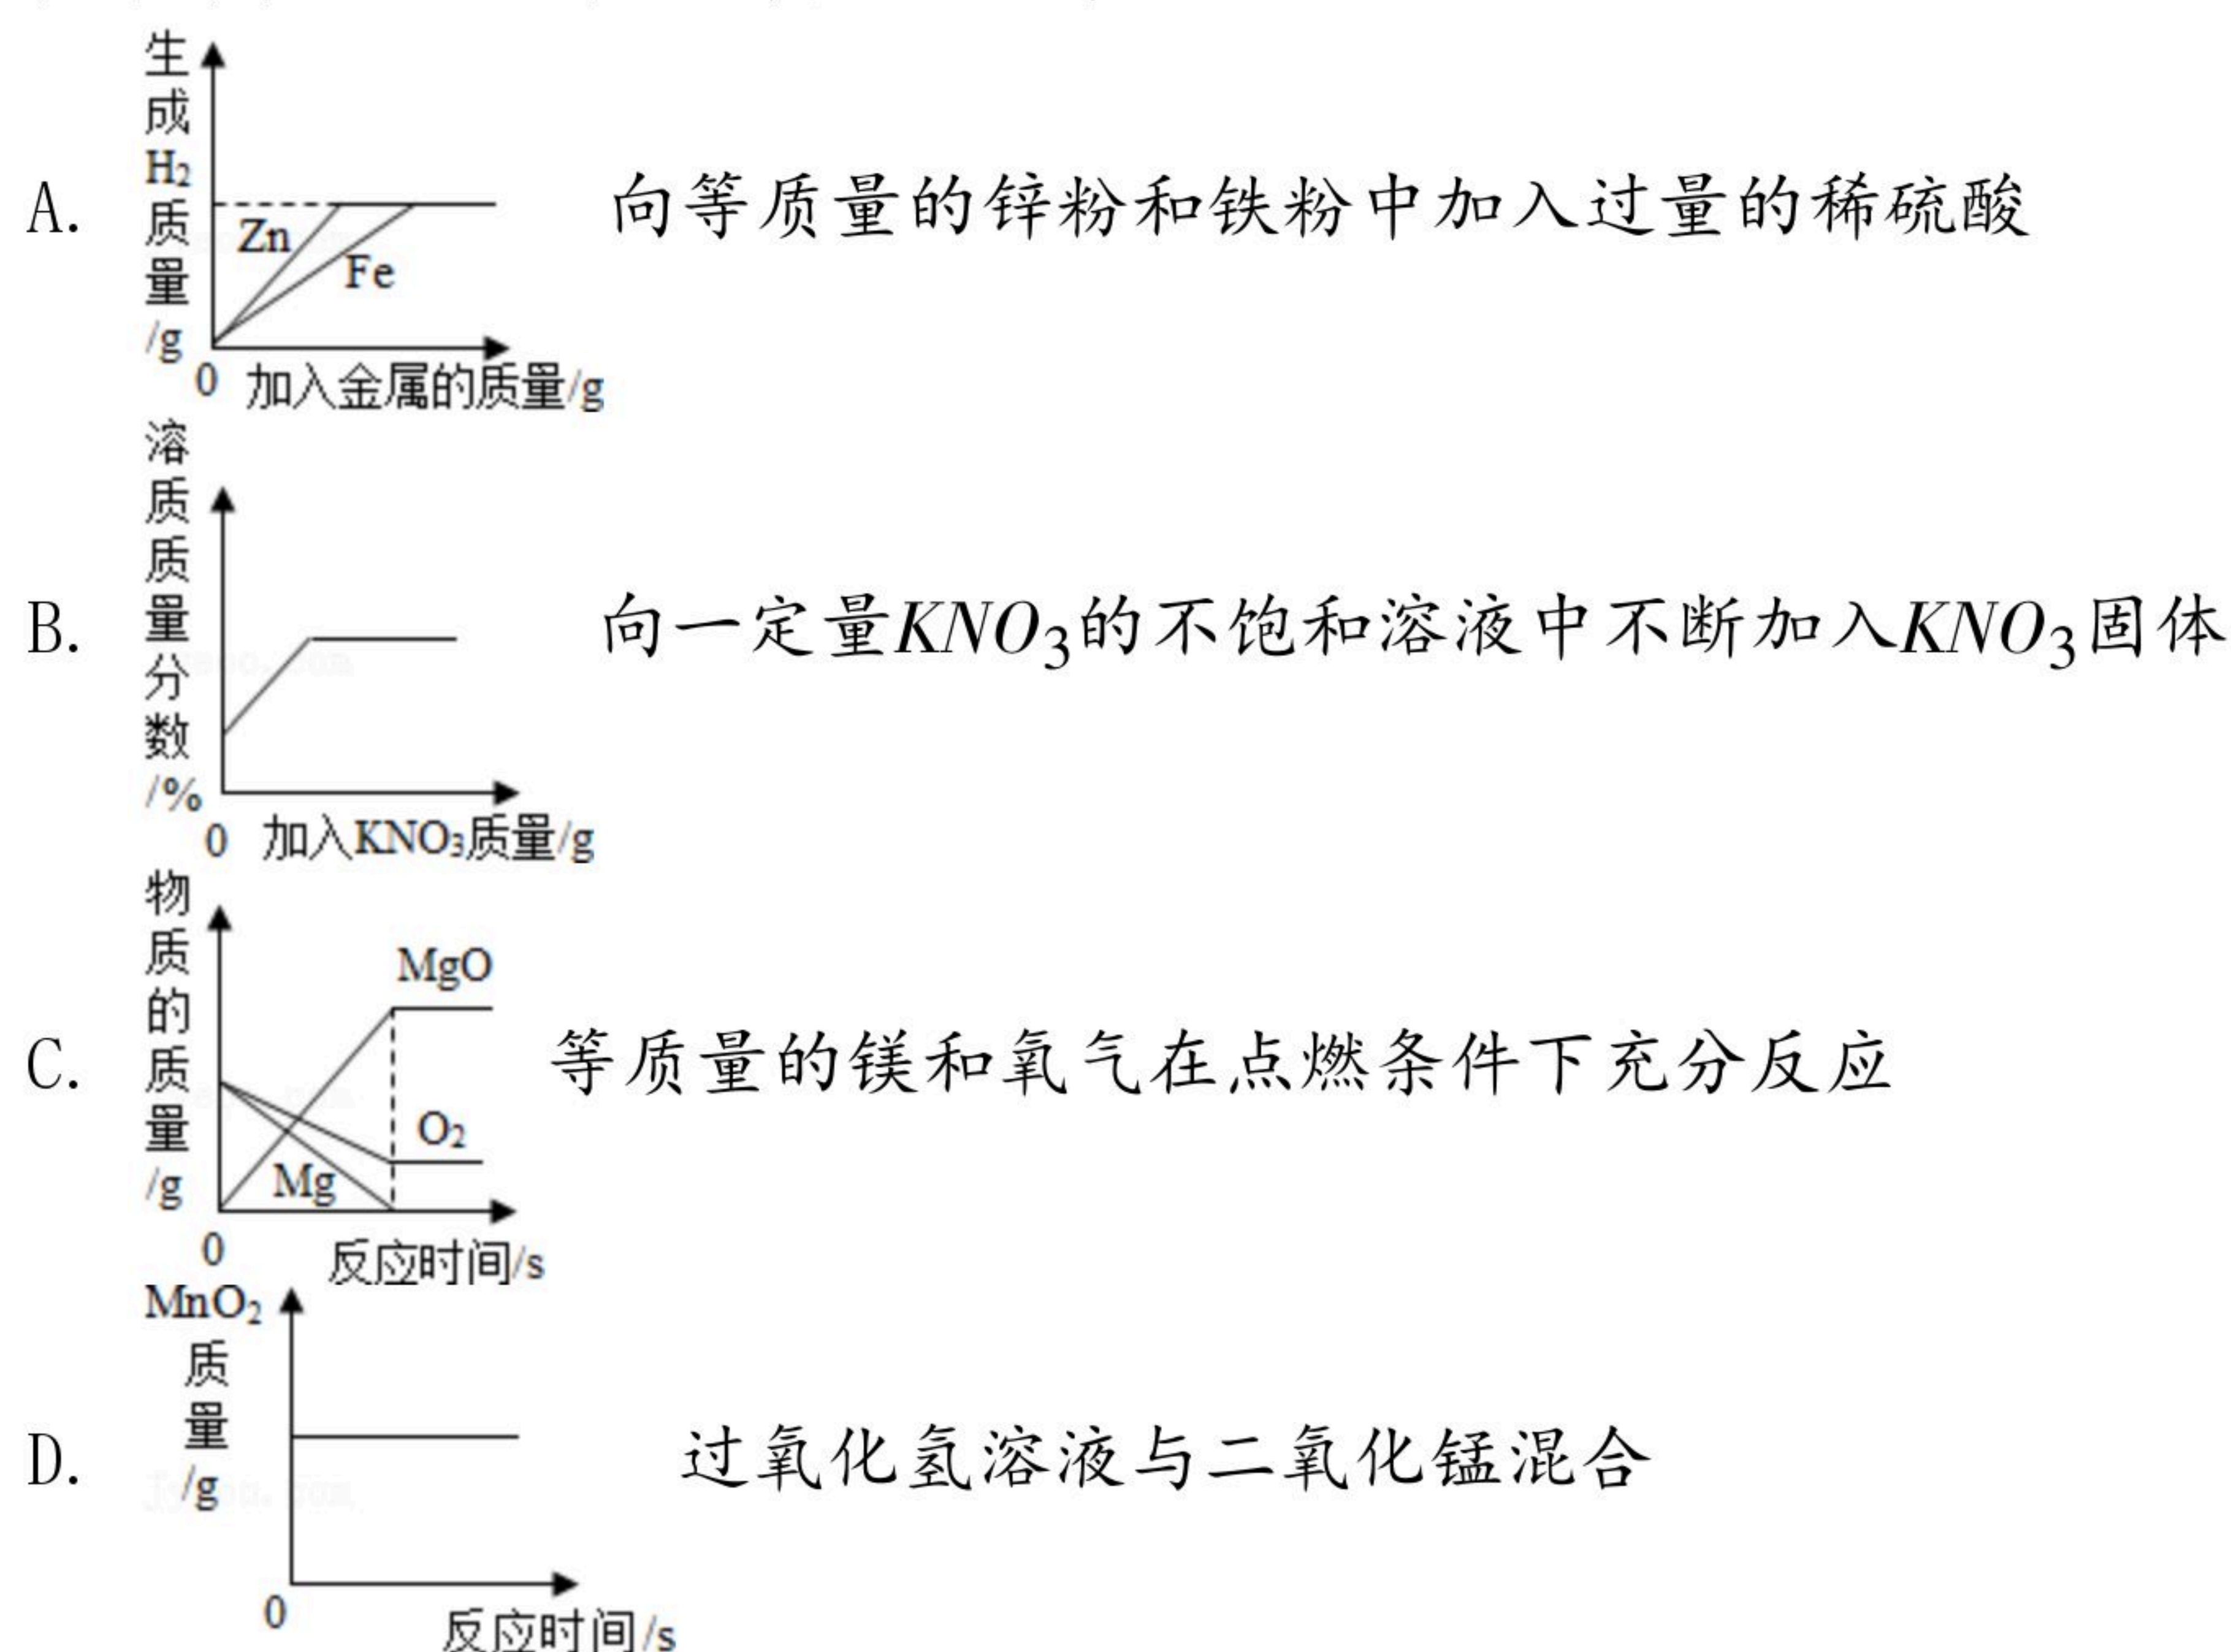 A.
生成H₂质量/g
Zn
Fe
0
加入金属的质量/g
向等质量的锌粉和铁粉中加入过量的稀硫酸
B.
溶质质量分数/%
0
加入KNO₃质量/g
向一定量KNO₃的不饱和溶液中不断加入KNO₃固体
C.
物质的质量/g
MgO
O₂
Mg
0
反应时间/s
等质量的镁和氧气在点燃条件下充分反应
D.
MnO₂质量/g
0
反应时间/s
过氧化氢溶液与二氧化锰混合